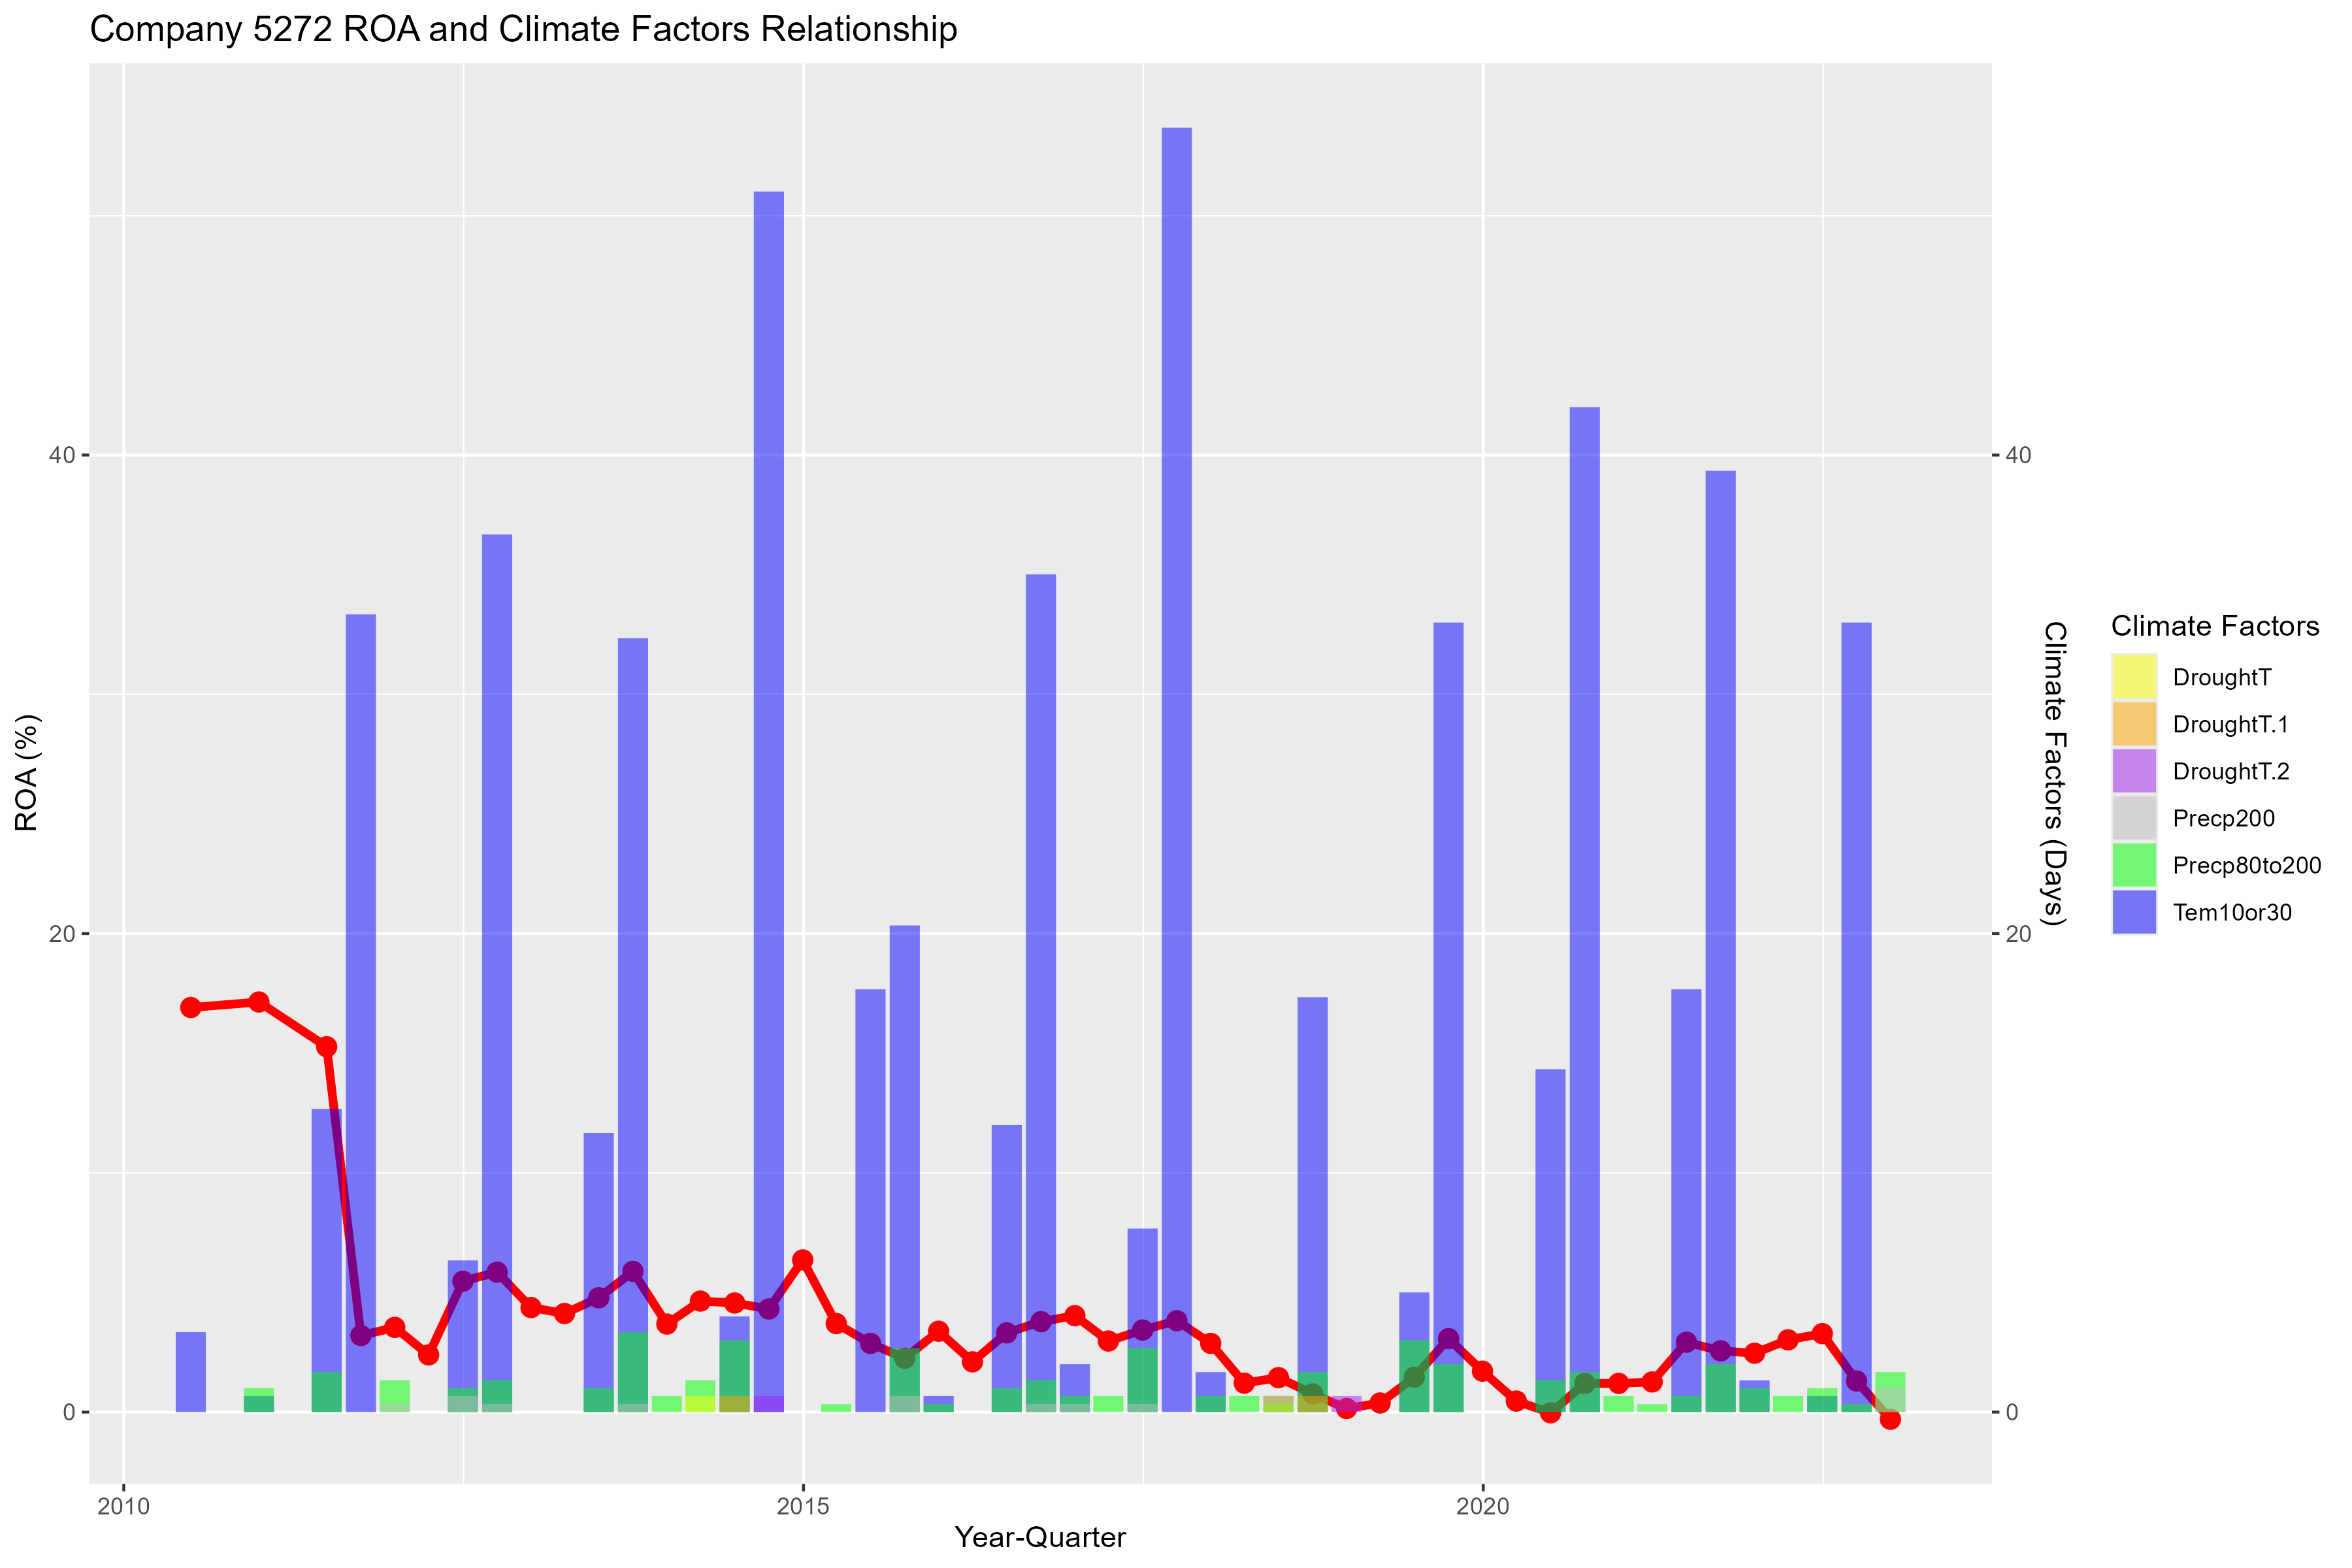 Company 5272 ROA and Climate Factors Relationship
ROA (%)
40
20
0
40
20
0
Climate Factors (Days)
2010
2015
2020
Year-Quarter
Climate Factors
DroughtT
DroughtT.1
DroughtT.2
Precp200
Precp80to200
Tem10or30